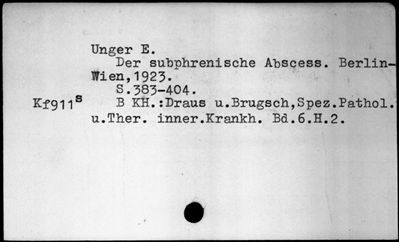 Unger E.
Der subphrenische Abscess. Berlin-
Wien,1923.
S.383-404.
Kf911s B KH.:Draus u.Brugsch,Spez.Pathol.
u.Ther. inner.Krankh. Bd.6.H.2.